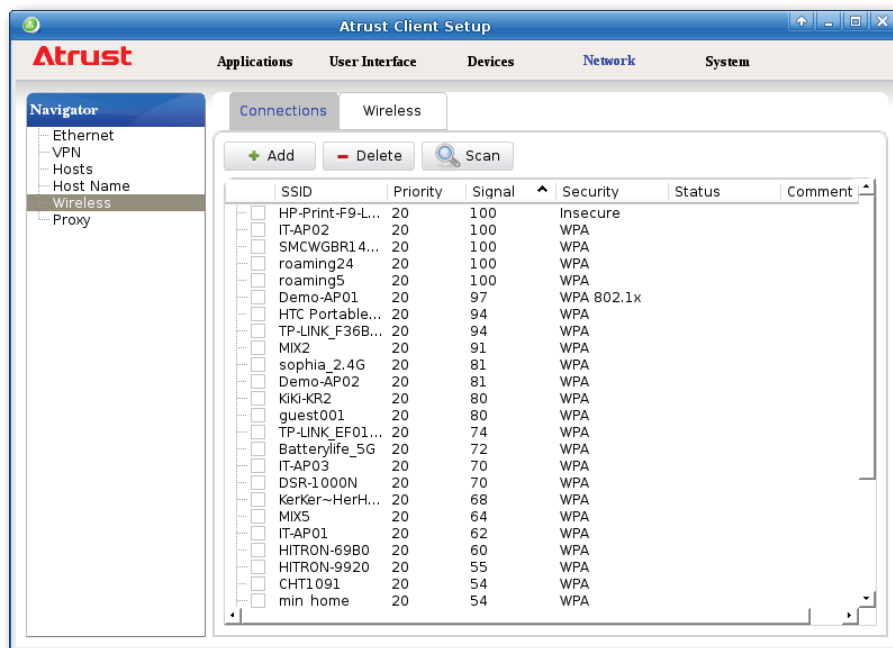 Atrust Client Setup
Atrust
Applications User Interface Devices Network System
Navigator
Ethernet
VPN
Hosts
Host Name
Wireless
Proxy
Connections Wireless
Add Delete Scan
SSID Priority Signal Security Status Comment
HP-Print-F9-L... 20 100 Insecure
IT-AP02 20 100 WPA
SMCWGBR14... 20 100 WPA
roaming24 20 100 WPA
roaming5 20 100 WPA
Demo-AP01 20 97 WPA 802.1x
HTC Portable... 20 94 WPA
TP-LINK_F36B... 20 94 WPA
MIX2 20 91 WPA
sophia_2.4G 20 81 WPA
Demo-AP02 20 81 WPA
KiKi-KR2 20 80 WPA
guest001 20 80 WPA
TP-LINK_EF01... 20 74 WPA
Batterylife_5G 20 72 WPA
IT-AP03 20 70 WPA
DSR-1000N 20 70 WPA
KerKer~HerH... 20 68 WPA
MIX5 20 64 WPA
IT-AP01 20 62 WPA
HITRON-69B0 20 60 WPA
HITRON-9920 20 55 WPA
CHT1091 20 54 WPA
min home 20 54 WPA